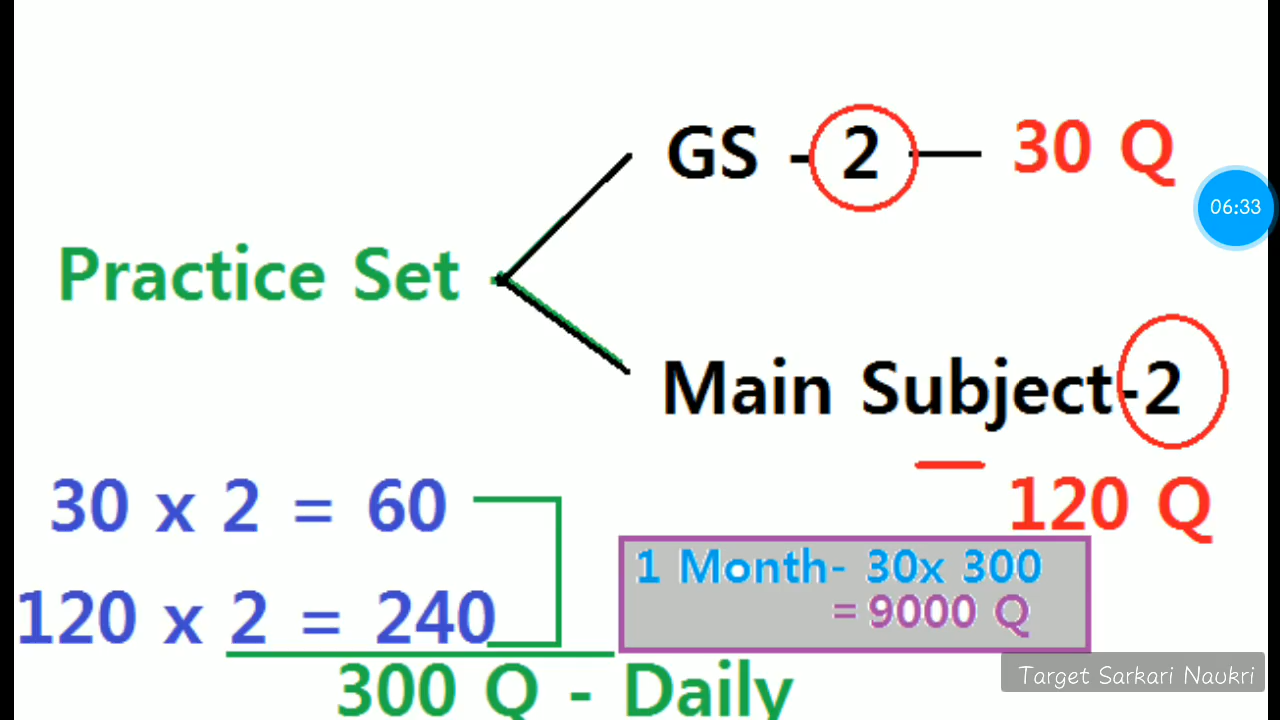 GS - 2 — 30 Q
06:33
Practice Set
Main Subject-2
120 Q
30 x 2 = 60
120 x 2 = 240
1 Month- 30x 300
= 9000 Q
300 Q - Daily
Target Sarkari Naukri